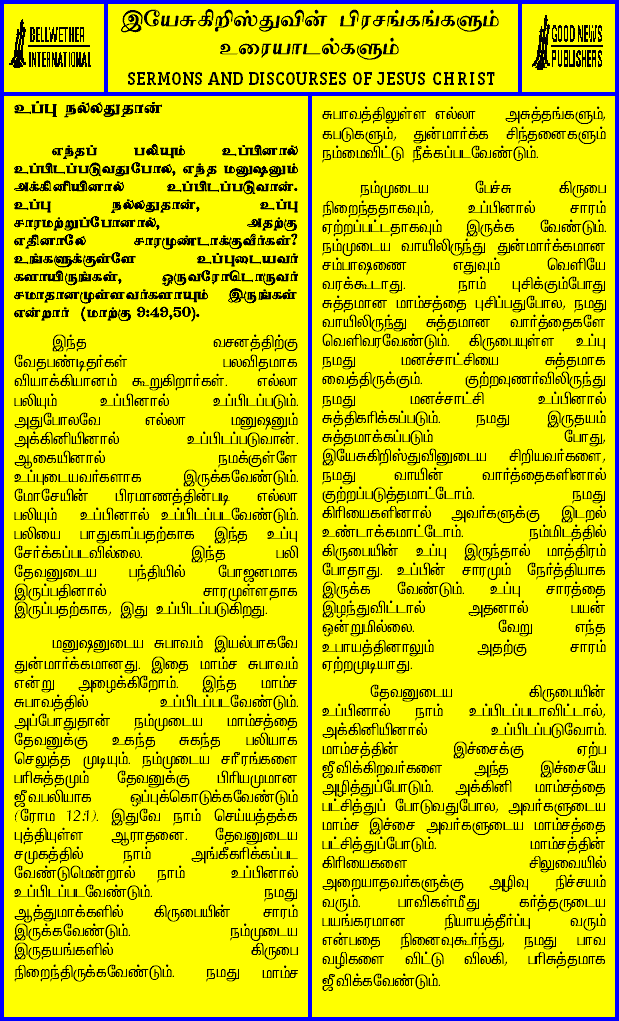 BELLWETHER
INTERNATIONAL
இயேசுகிறிஸ்துவின் பிரசங்கங்களும்
உரையாடல்களும்
SERMONS AND DISCOURSES OF JESUS CHRIST
GOOD NEWS
PUBLISHERS
உப்பு நல்லதுதான்
எந்தப் பலியும் உப்பினால்
உப்பிடப்படுவதுபோல, எந்த மனுஷனும்
அக்கினியினால் உப்பிடப்படுவான்.
உப்பு நல்லதுதான், உப்பு
சாரமற்றுப்போனால், அதற்கு
எதினாலே சாரமுண்டாக்குவீர்கள்?
உங்களுக்குள்ளே உப்புடையவர்
களாயிருங்கள், ஒருவரோடொருவர்
சமாதானமுள்ளவர்களாயும் இருங்கள்
என்றார் (மாற்கு 9:49,50).
இந்த வசனத்திற்கு
வேதபண்டிதர்கள் பலவிதமாக
வியாக்கியானம் கூறுகிறார்கள். எல்லா
பலியும் உப்பினால் உப்பிடப்படும்.
அதுபோலவே எல்லா மனுஷனும்
அக்கினியினால் உப்பிடப்படுவான்.
ஆகையினால் நமக்குள்ளே
உப்புடையவர்களாக இருக்கவேண்டும்.
மோசேயின் பிரமாணத்தின்படி எல்லா
பலியும் உப்பினால் உப்பிடப்படவேண்டும்.
பலியை பாதுகாப்பதற்காக இந்த உப்பு
சேர்க்கப்படவில்லை. இந்த பலி
தேவனுடைய பந்தியில் போஜனமாக
இருப்பதினால் சாரமுள்ளதாக
இருப்பதற்காக, இது உப்பிடப்படுகிறது.
மனுஷனுடைய சுபாவம் இயல்பாகவே
துன்மார்க்கமானது. இதை மாம்ச சுபாவம்
என்று அழைக்கிறோம். இந்த மாம்ச
சுபாவத்தில் உப்பிடப்படவேண்டும்.
அப்போதுதான் நம்முடைய மாம்சத்தை
தேவனுக்கு உகந்த சுகந்த பலியாக
செலுத்த முடியும். நம்முடைய சரீரங்களை
பரிசுத்தமும் தேவனுக்கு பிரியமுமான
ஜீவபலியாக ஒப்புக்கொடுக்கவேண்டும்
(ரோம 12:1). இதுவே நாம் செய்யத்தக்க
புத்தியுள்ள ஆராதனை. தேவனுடைய
சமுகத்தில் நாம் அங்கீகரிக்கப்பட
வேண்டுமென்றால் நாம் உப்பினால்
உப்பிடப்படவேண்டும். நமது
ஆத்துமாக்களில் கிருபையின் சாரம்
இருக்கவேண்டும். நம்முடைய
இருதயங்களில் கிருபை
நிறைந்திருக்கவேண்டும். நமது மாம்ச
சுபாவத்திலுள்ள எல்லா அசுத்தங்களும்,
கபடுகளும், துன்மார்க்க சிந்தனைகளும்
நம்மைவிட்டு நீக்கப்படவேண்டும்.
நம்முடைய பேச்சு கிருபை
நிறைந்ததாகவும், உப்பினால் சாரம்
ஏற்றப்பட்டதாகவும் இருக்க வேண்டும்.
நம்முடைய வாயிலிருந்து துன்மார்க்கமான
சம்பாஷணை எதுவும் வெளியே
வரக்கூடாது. நாம் புசிக்கும்போது
சுத்தமான மாம்சத்தை புசிப்பதுபோல, நமது
வாயிலிருந்து சுத்தமான வார்த்தைகளே
வெளிவரவேண்டும். கிருபையுள்ள உப்பு
நமது மனச்சாட்சியை சுத்தமாக
வைத்திருக்கும். குற்றவுணர்விலிருந்து
நமது மனச்சாட்சி உப்பினால்
சுத்திகரிக்கப்படும். நமது இருதயம்
சுத்தமாக்கப்படும் போது,
இயேசுகிறிஸ்துவினுடைய சிறியவர்களை,
நமது வாயின் வார்த்தைகளினால்
குற்றப்படுத்தமாட்டோம். நமது
கிரியைகளினால் அவர்களுக்கு இடறல்
உண்டாக்கமாட்டோம். நம்மிடத்தில்
கிருபையின் உப்பு இருந்தால் மாத்திரம்
போதாது. உப்பின் சாரமும் நேர்த்தியாக
இருக்க வேண்டும். உப்பு சாரத்தை
இழந்துவிட்டால் அதனால் பயன்
ஒன்றுமில்லை. வேறு எந்த
உபாயத்தினாலும் அதற்கு சாரம்
ஏற்றமுடியாது.
தேவனுடைய கிருபையின்
உப்பினால் நாம் உப்பிடப்படாவிட்டால்,
அக்கினியினால் உப்பிடப்படுவோம்.
மாம்சத்தின் இச்சைக்கு ஏற்ப
ஜீவிக்கிறவர்களை அந்த இச்சையே
அழித்துப்போடும். அக்கினி மாம்சத்தை
பட்சித்துப் போடுவதுபோல, அவர்களுடைய
மாம்ச இச்சை அவர்களுடைய மாம்சத்தை
பட்சித்துப்போடும். மாம்சத்தின்
கிரியைகளை சிலுவையில்
அறையாதவர்களுக்கு அழிவு நிச்சயம்
வரும். பாவிகள்மீது கர்த்தருடைய
பயங்கரமான நியாயத்தீர்ப்பு வரும்
என்பதை நினைவுகூர்ந்து, நமது பாவ
வழிகளை விட்டு விலகி, பரிசுத்தமாக
ஜீவிக்கவேண்டும்.